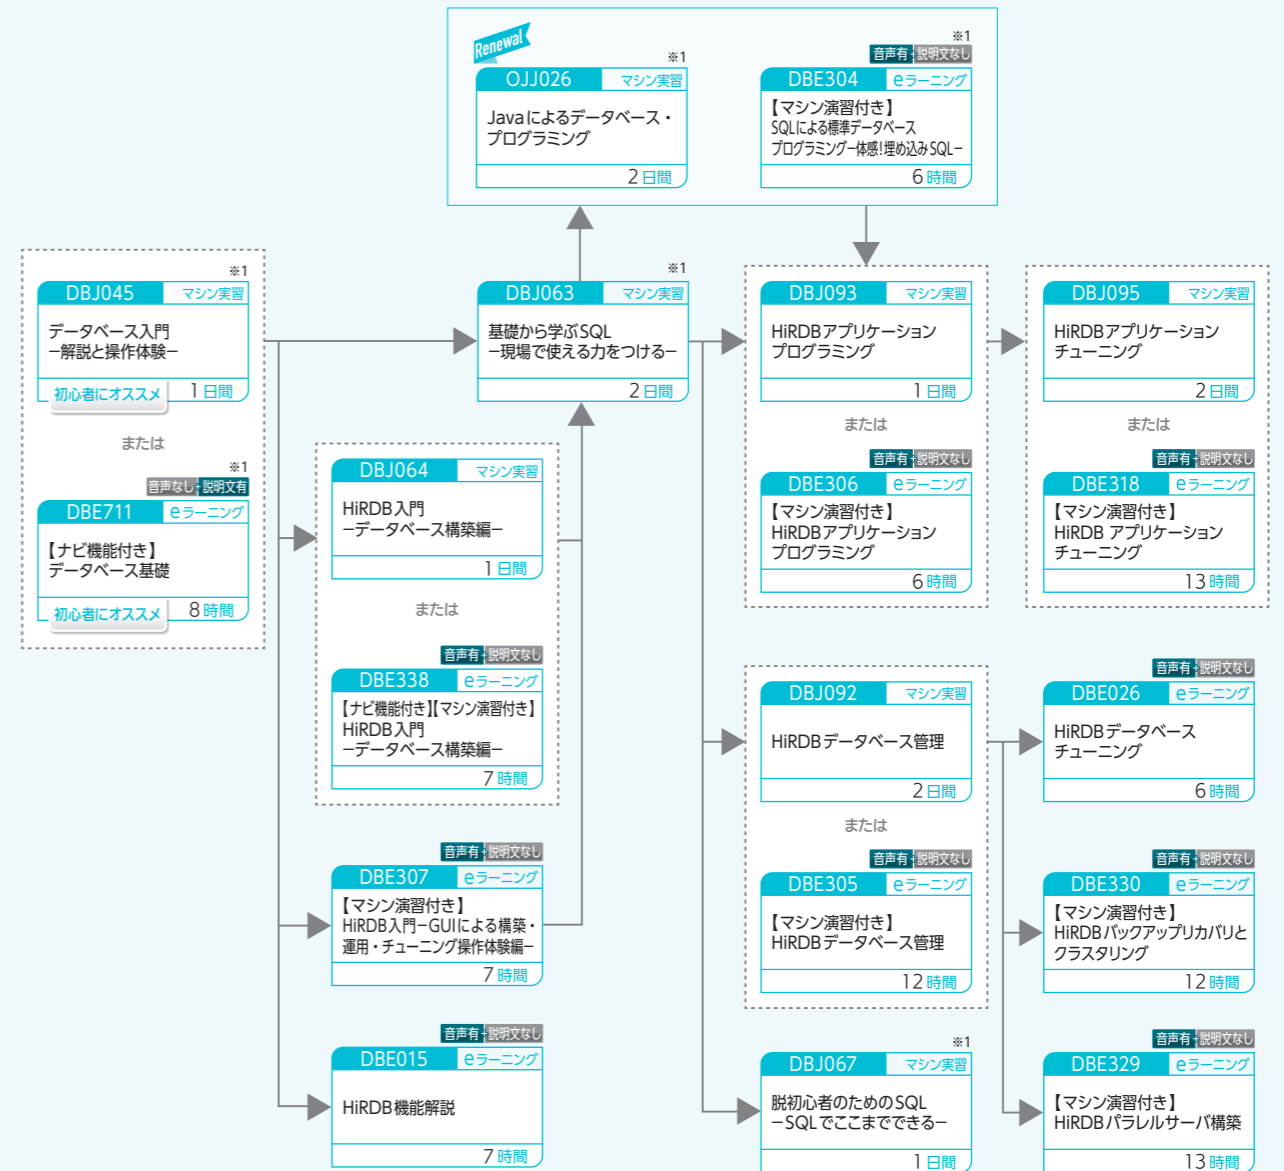 Renewal
※1
OJJ026 マシン実習
Javaによるデータベース・
プログラミング
2日間
※1
音声有+説明文なし
DBE304 eラーニング
【マシン演習付き】
SQLによる標準データベース
プログラミングー体感!埋め込みSQLー
6時間
※1
DBJ045 マシン実習
データベース入門
ー解説と操作体験ー
初心者にオススメ 1日間
または
※1
音声なし+説明文有
DBE711 eラーニング
【ナビ機能付き】
データベース基礎
初心者にオススメ 8時間
※1
DBJ063 マシン実習
基礎から学ぶSQL
ー現場で使える力をつけるー
2日間
DBJ064 マシン実習
HiRDB入門
ーデータベース構築編ー
1日間
または
音声有+説明文なし
DBE338 eラーニング
【ナビ機能付き】【マシン演習付き】
HiRDB入門
ーデータベース構築編ー
7時間
音声有+説明文なし
DBE307 eラーニング
【マシン演習付き】
HiRDB入門ーGUIによる構築・
運用・チューニング操作体験編ー
7時間
音声有+説明文なし
DBE015 eラーニング
HiRDB機能解説
7時間
DBJ093 マシン実習
HiRDBアプリケーション
プログラミング
1日間
または
音声有+説明文なし
DBE306 eラーニング
【マシン演習付き】
HiRDBアプリケーション
プログラミング
6時間
DBJ095 マシン実習
HiRDBアプリケーション
チューニング
2日間
または
音声有+説明文なし
DBE318 eラーニング
【マシン演習付き】
HiRDB アプリケーション
チューニング
13時間
DBJ092 マシン実習
HiRDBデータベース管理
2日間
または
音声有+説明文なし
DBE305 eラーニング
【マシン演習付き】
HiRDBデータベース管理
12時間
音声有+説明文なし
DBE026 eラーニング
HiRDBデータベース
チューニング
6時間
音声有+説明文なし
DBE330 eラーニング
【マシン演習付き】
HiRDBバックアップリカバリと
クラスタリング
12時間
※1
DBJ067 マシン実習
脱初心者のためのSQL
ーSQLでここまでできるー
1日間
音声有+説明文なし
DBE329 eラーニング
【マシン演習付き】
HiRDBパラレルサーバ構築
13時間